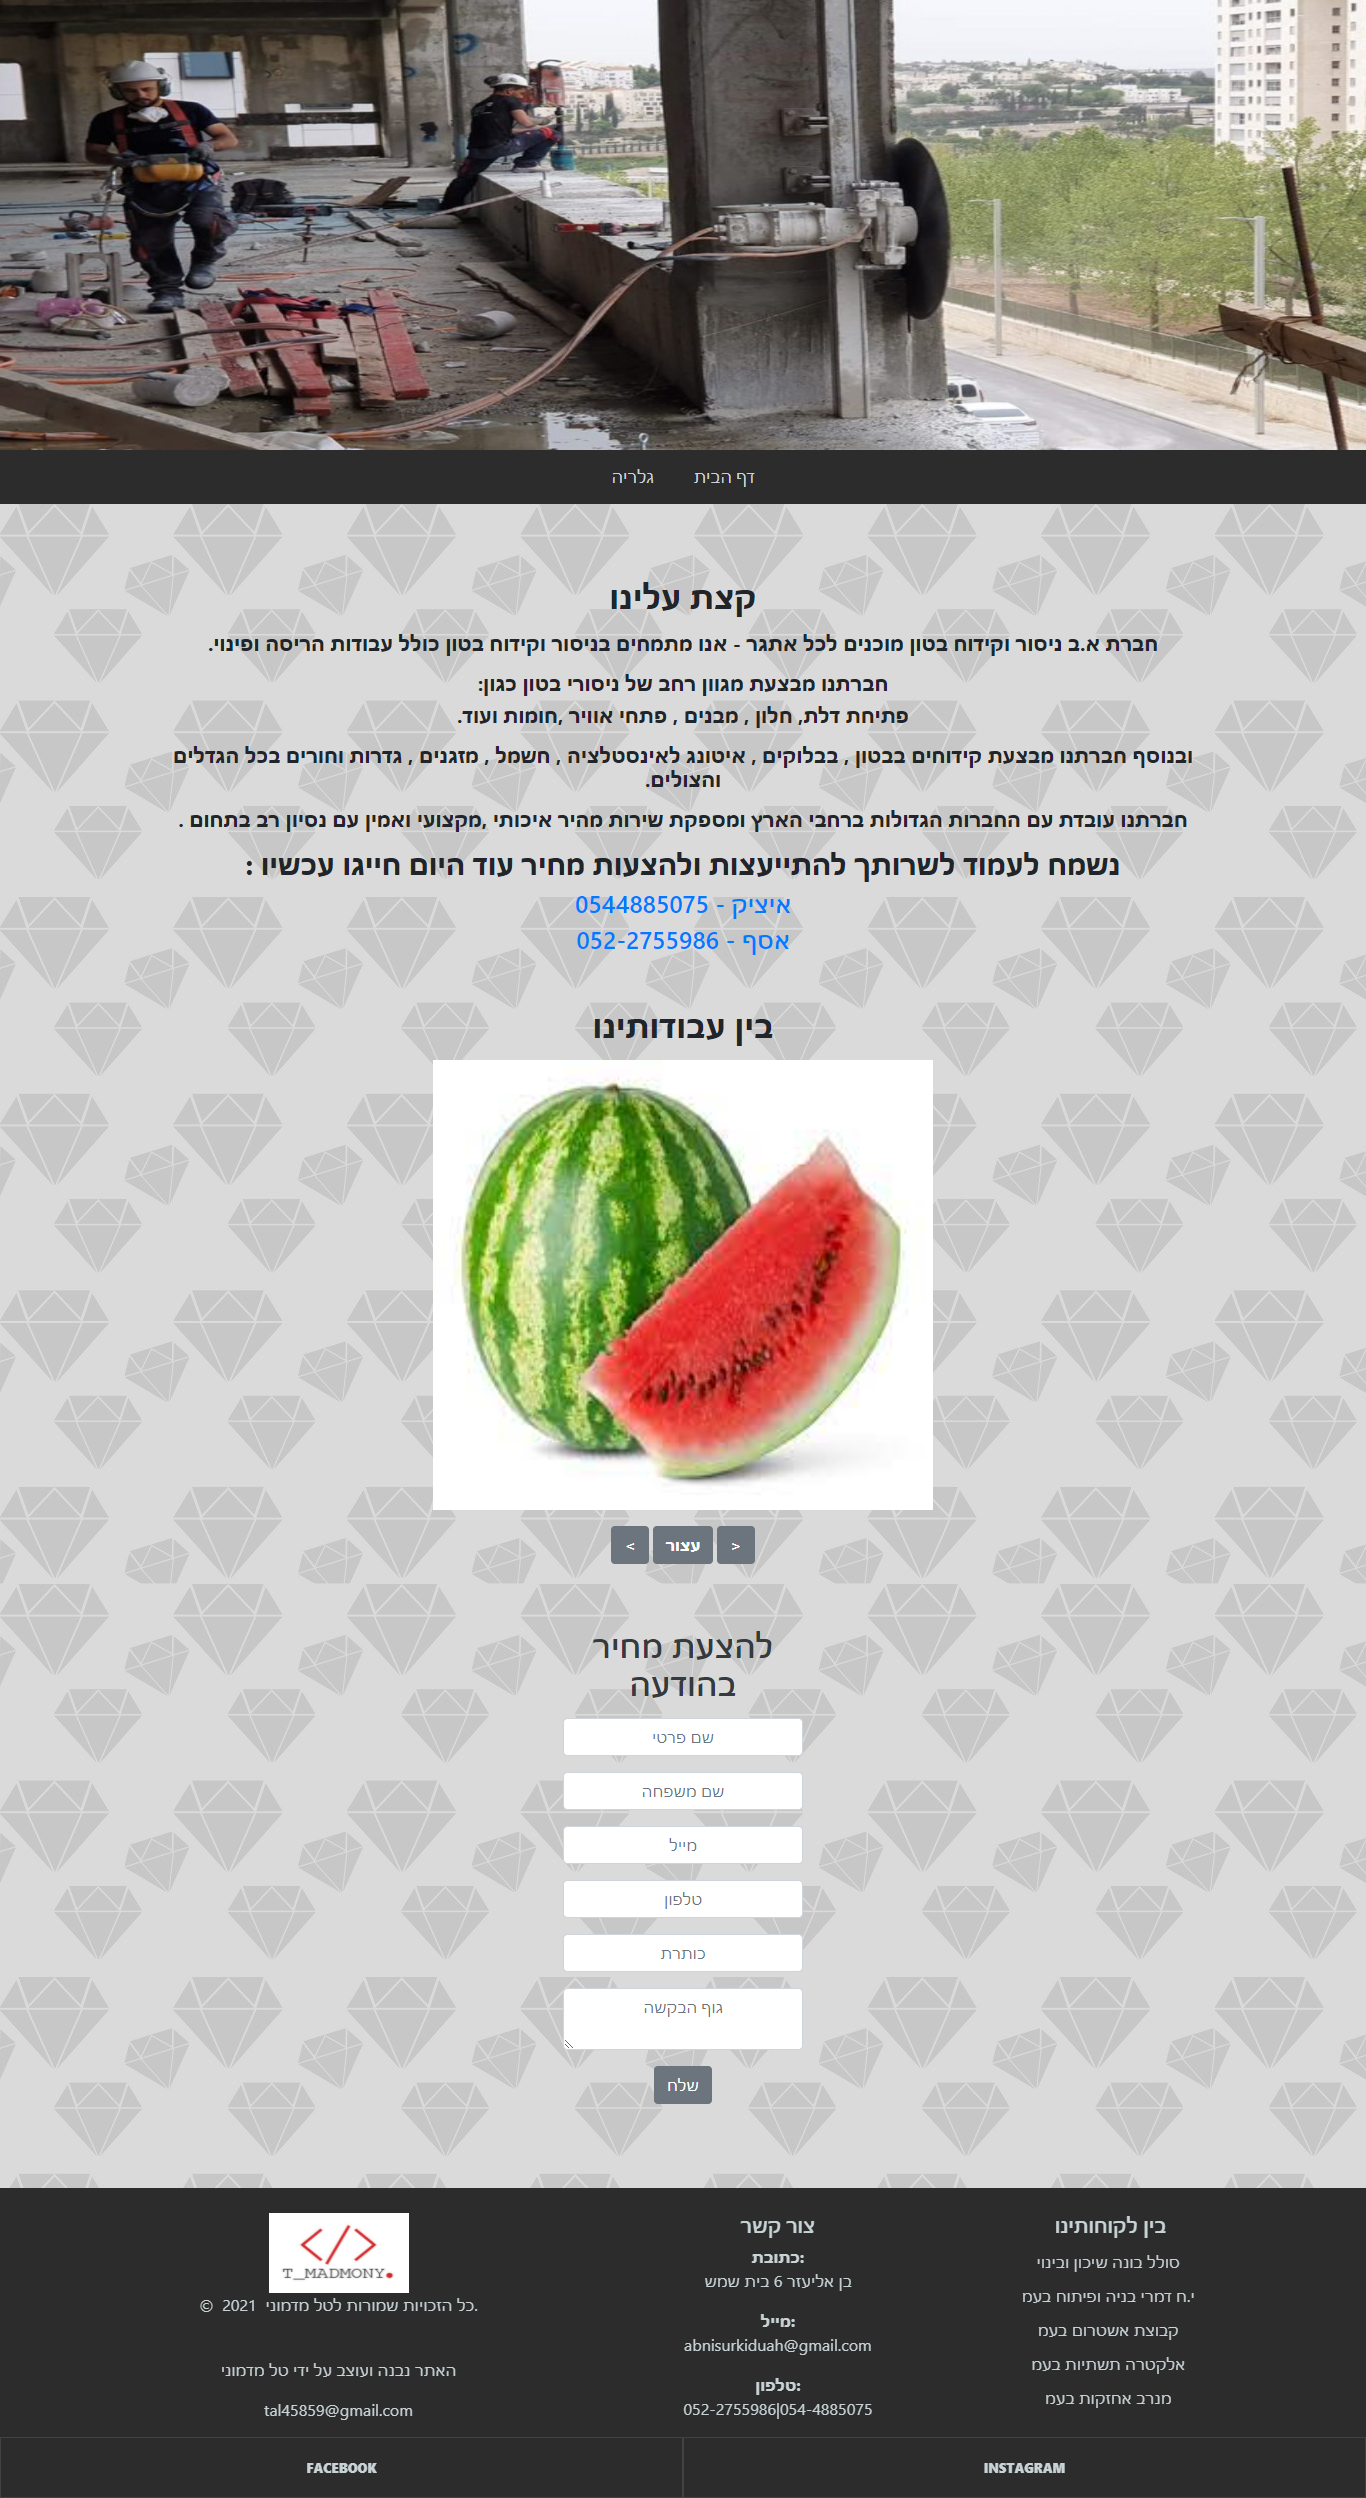 דף הבית
גלריה
קצת עלינו
חברת א.ב ניסור וקידוח בטון מוכנים לכל אתגר - אנו מתמחים בניסור וקידוח בטון כולל עבודות הריסה ופינוי.
חברתנו מבצעת מגוון רחב של ניסורי בטון כגון:
פתיחת דלת, חלון , מבנים , פתחי אוויר ,חומות ועוד.
ובנוסף חברתנו מבצעת קידוחים בבטון , בבלוקים , איטונג לאינסטלציה , חשמל , מזגנים , גדרות וחורים בכל הגדלים
והצולים.
חברתנו עובדת עם החברות הגדולות ברחבי הארץ ומספקת שירות מהיר איכותי ,מקצועי ואמין עם נסיון רב בתחום .
נשמח לעמוד לשרותך להתייעצות ולהצעות מחיר עוד היום חייגו עכשיו :
איציק - 0544885075
אסף - 052-2755986
בין עבודותינו
< עצור >
להצעת מחיר
בהודעה
שם פרטי
שם משפחה
מייל
טלפון
כותרת
גוף הבקשה
שלח
בין לקוחותינו
סולל בונה שיכון ובינוי
י.ח דמרי בניה ופיתוח בעמ
קבוצת אשטרום בעמ
אלקטרה תשתיות בעמ
מנרב אחזקות בעמ
צור קשר
כתובת:
בן אליעזר 6 בית שמש
מייל:
abnisurkiduah@gmail.com
טלפון:
052-2755986|054-4885075
</>
T_MADMONY.
© 2021 כל הזכויות שמורות לטל מדמוני.
האתר נבנה ועוצב על ידי טל מדמוני
tal45859@gmail.com
FACEBOOK
INSTAGRAM